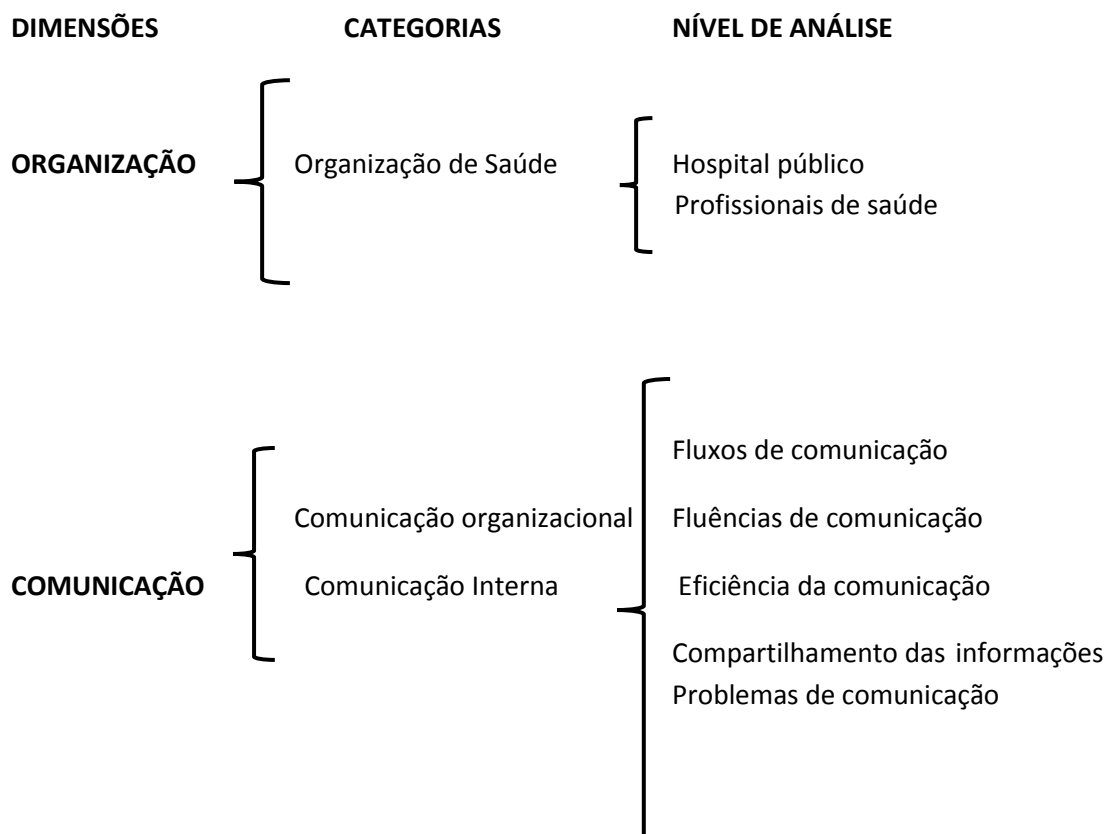 DIMENSÕES CATEGORIAS NÍVEL DE ANÁLISE
ORGANIZAÇÃO Organização de Saúde Hospital público
Profissionais de saúde
Fluxos de comunicação
Comunicação organizacional Fluências de comunicação
COMUNICAÇÃO Comunicação Interna Eficiência da comunicação
Compartilhamento das informações
Problemas de comunicação